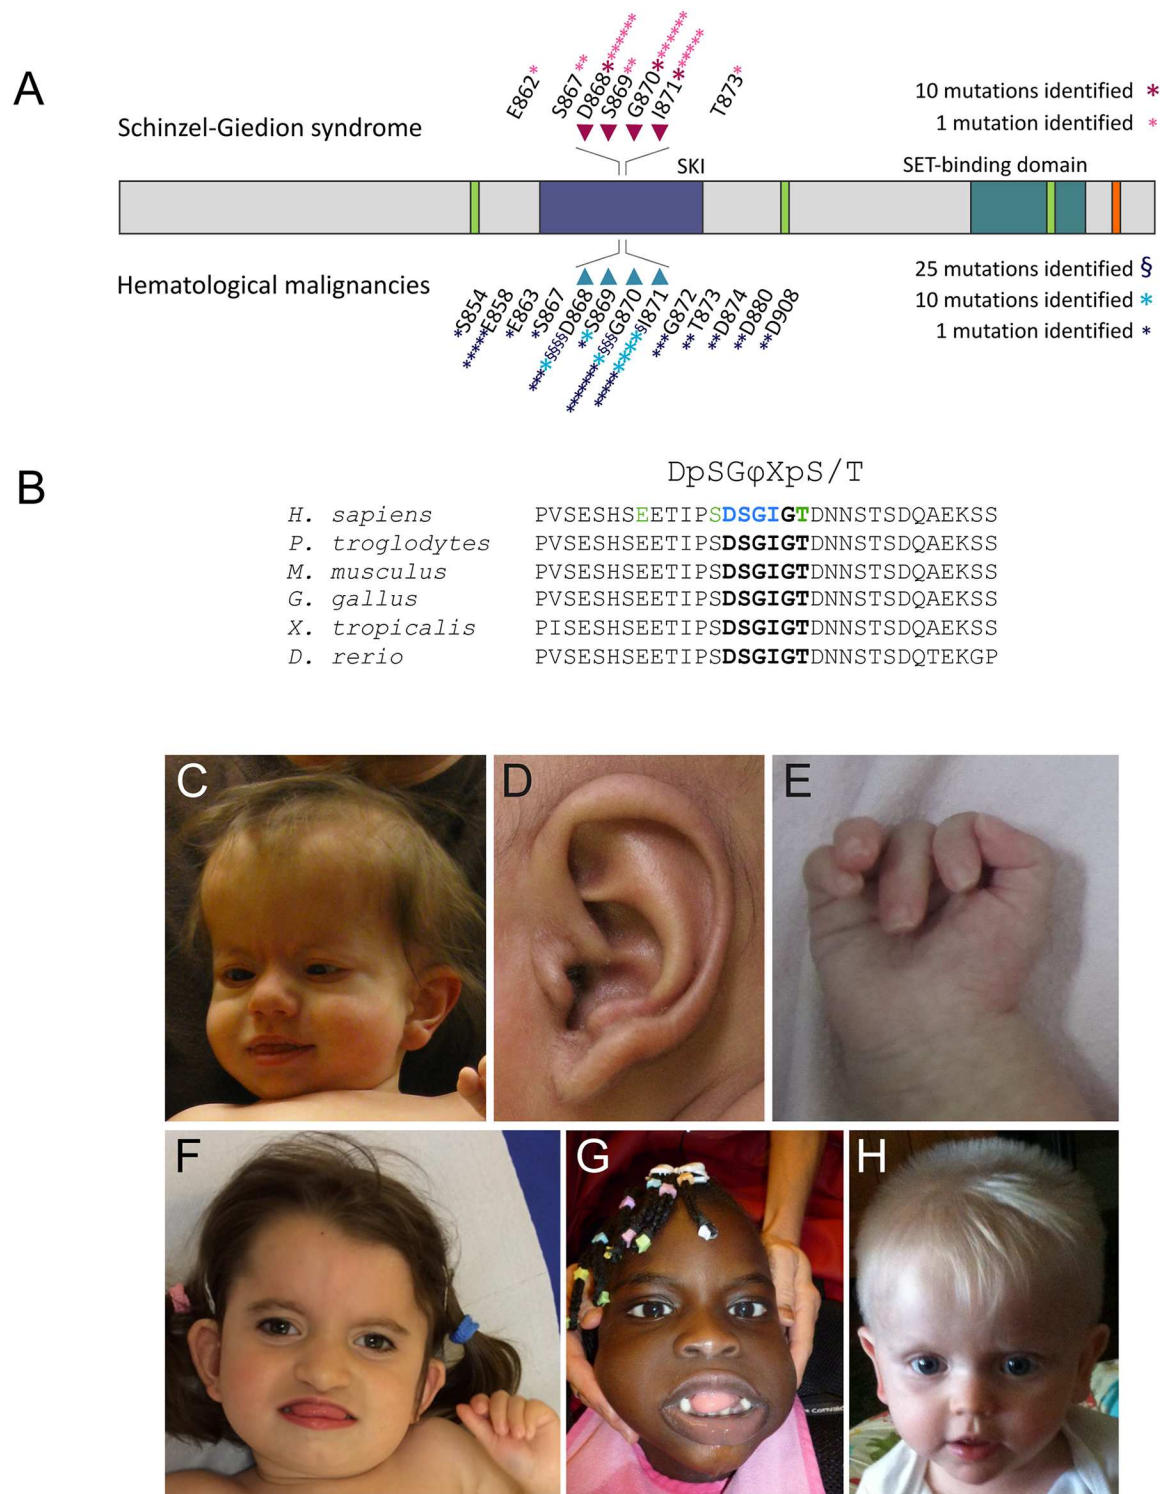 A
E862*
S867**
D868
S869**
G870
I871
T873*
10 mutations identified *
Schinzel-Giedion syndrome
1 mutation identified *
SKI
SET-binding domain
Hematological malignancies
25 mutations identified §
10 mutations identified *
1 mutation identified *
*S854
*****E858
*E863
*S867
D868
**S869
G870
I871
***G872
**T873
**D874
**D880
**D908
B
DpSGφXpS/T
H. sapiens PVSESHSEETIPSDSGIGTDNNSTSDQAEKSS
P. troglodytes PVSESHSEETIPSDSGIGTDNNSTSDQAEKSS
M. musculus PVSESHSEETIPSDSGIGTDNNSTSDQAEKSS
G. gallus PVSESHSEETIPSDSGIGTDNNSTSDQAEKSS
X. tropicalis PISESHSEETIPSDSGIGTDNNSTSDQAEKSS
D. rerio PVSESHSEETIPSDSGIGTDNNSTSDQTEKGP
C
D
E
F
G
H